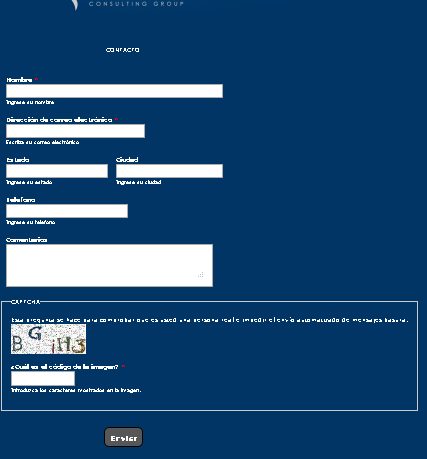 CONSULTING GROUP
CONTACTO
Nombre *
Ingrese su nombre
Dirección de correo electrónico *
Escriba su correo electrónico
Estado Ciudad
Ingrese su estado Ingrese su ciudad
Telefono
Ingrese su telefono
Comentarios
CAPTCHA
Esta pregunta se hace para comprobar que es usted una persona real e impedir el envío automatizado de mensajes basura.
B G iH3
¿Cuál es el código de la imagen? *
Introduzca los caracteres mostrados en la imagen.
Enviar